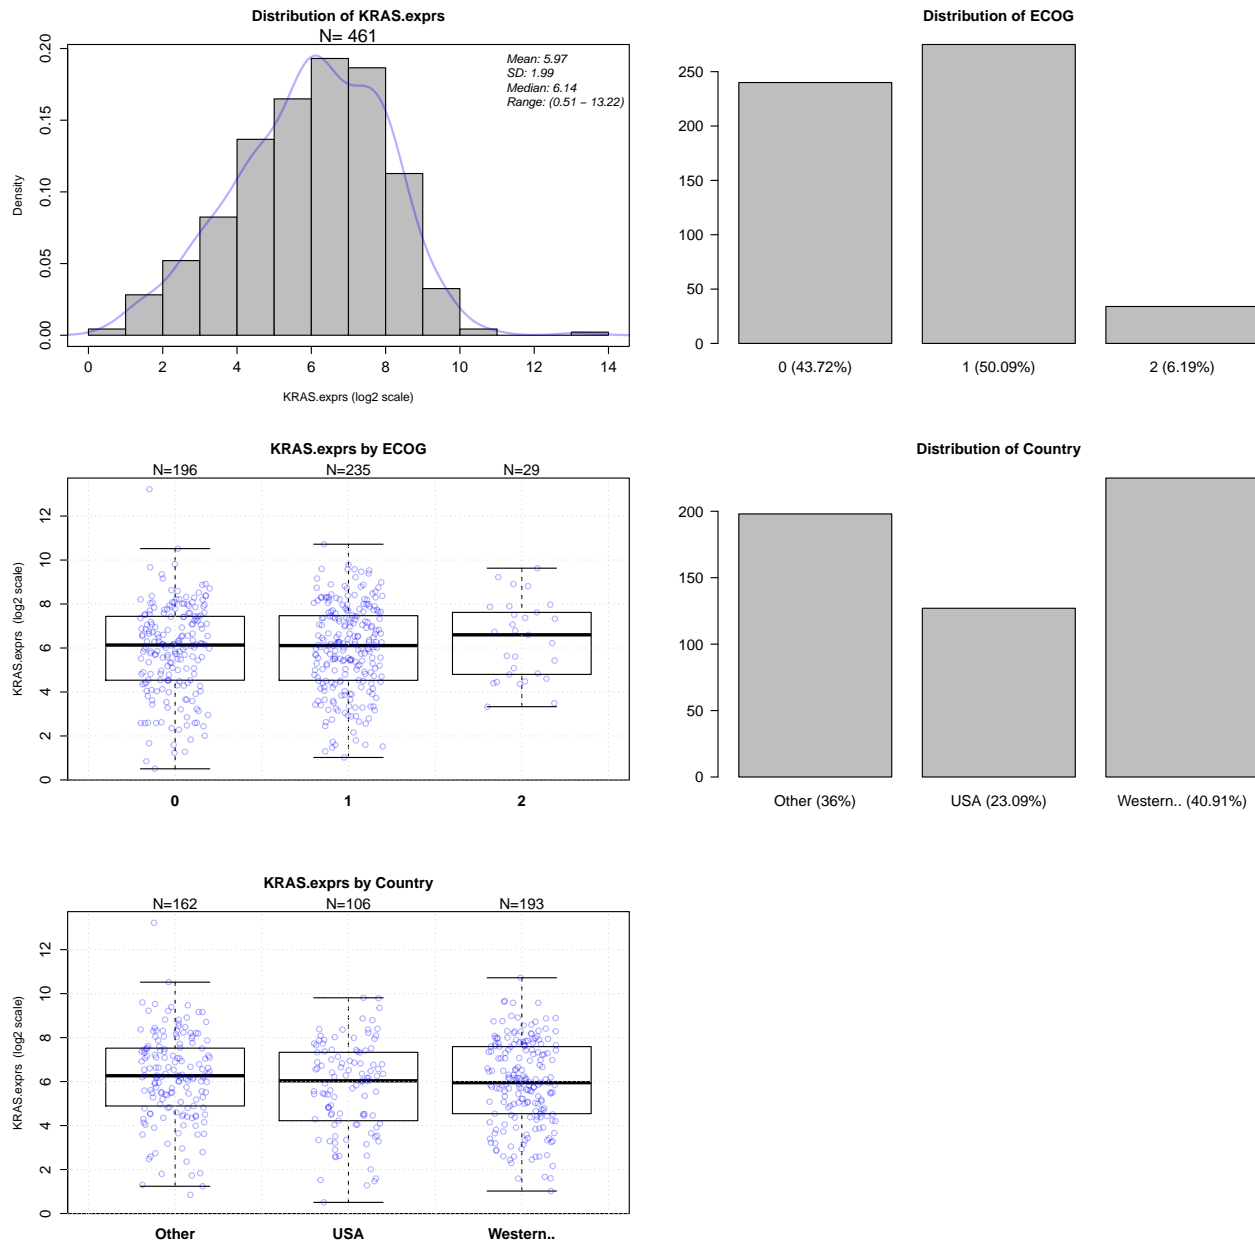 Distribution of KRAS.exprs
N= 461
Mean: 5.97
SD: 1.99
Median: 6.14
Range: (0.51 − 13.22)
Density
0.00 0.05 0.10 0.15 0.20
0 2 4 6 8 10 12 14
KRAS.exprs (log2 scale)
Distribution of ECOG
250
200
150
100
50
0
0 (43.72%) 1 (50.09%) 2 (6.19%)
KRAS.exprs by ECOG
N=196 N=235 N=29
KRAS.exprs (log2 scale)
0 2 4 6 8 10 12
0 1 2
Distribution of Country
200
150
100
50
0
Other (36%) USA (23.09%) Western.. (40.91%)
KRAS.exprs by Country
N=162 N=106 N=193
KRAS.exprs (log2 scale)
0 2 4 6 8 10 12
Other USA Western..